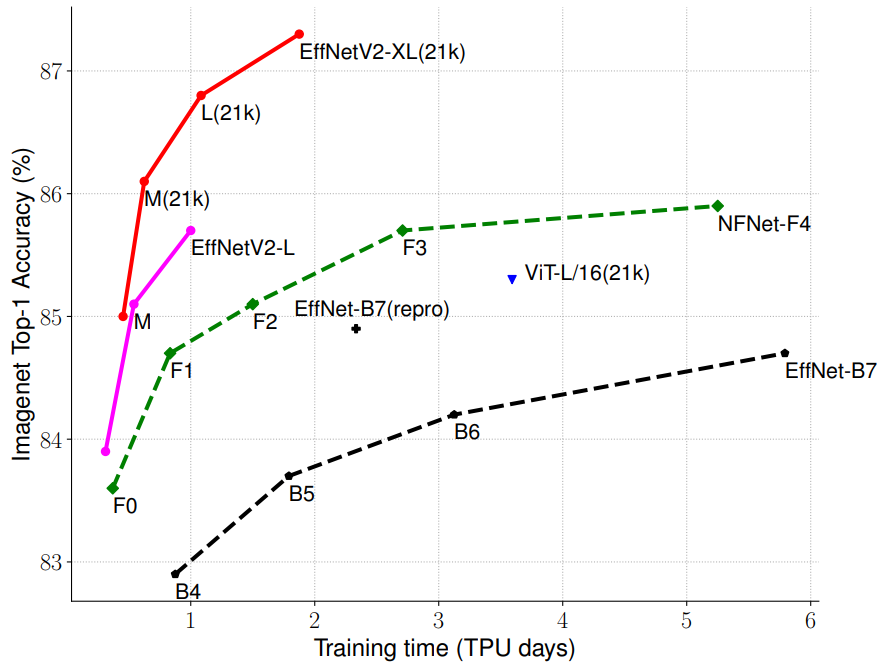 87
86
85
84
83
Imagenet Top-1 Accuracy (%)
EffNetV2-XL(21k)
L(21k)
M(21k)
EffNetV2-L
M
NFNet-F4
F3
F2
F1
F0
ViT-L/16(21k)
EffNet-B7(repro)
EffNet-B7
B6
B5
B4
1 2 3 4 5 6
Training time (TPU days)